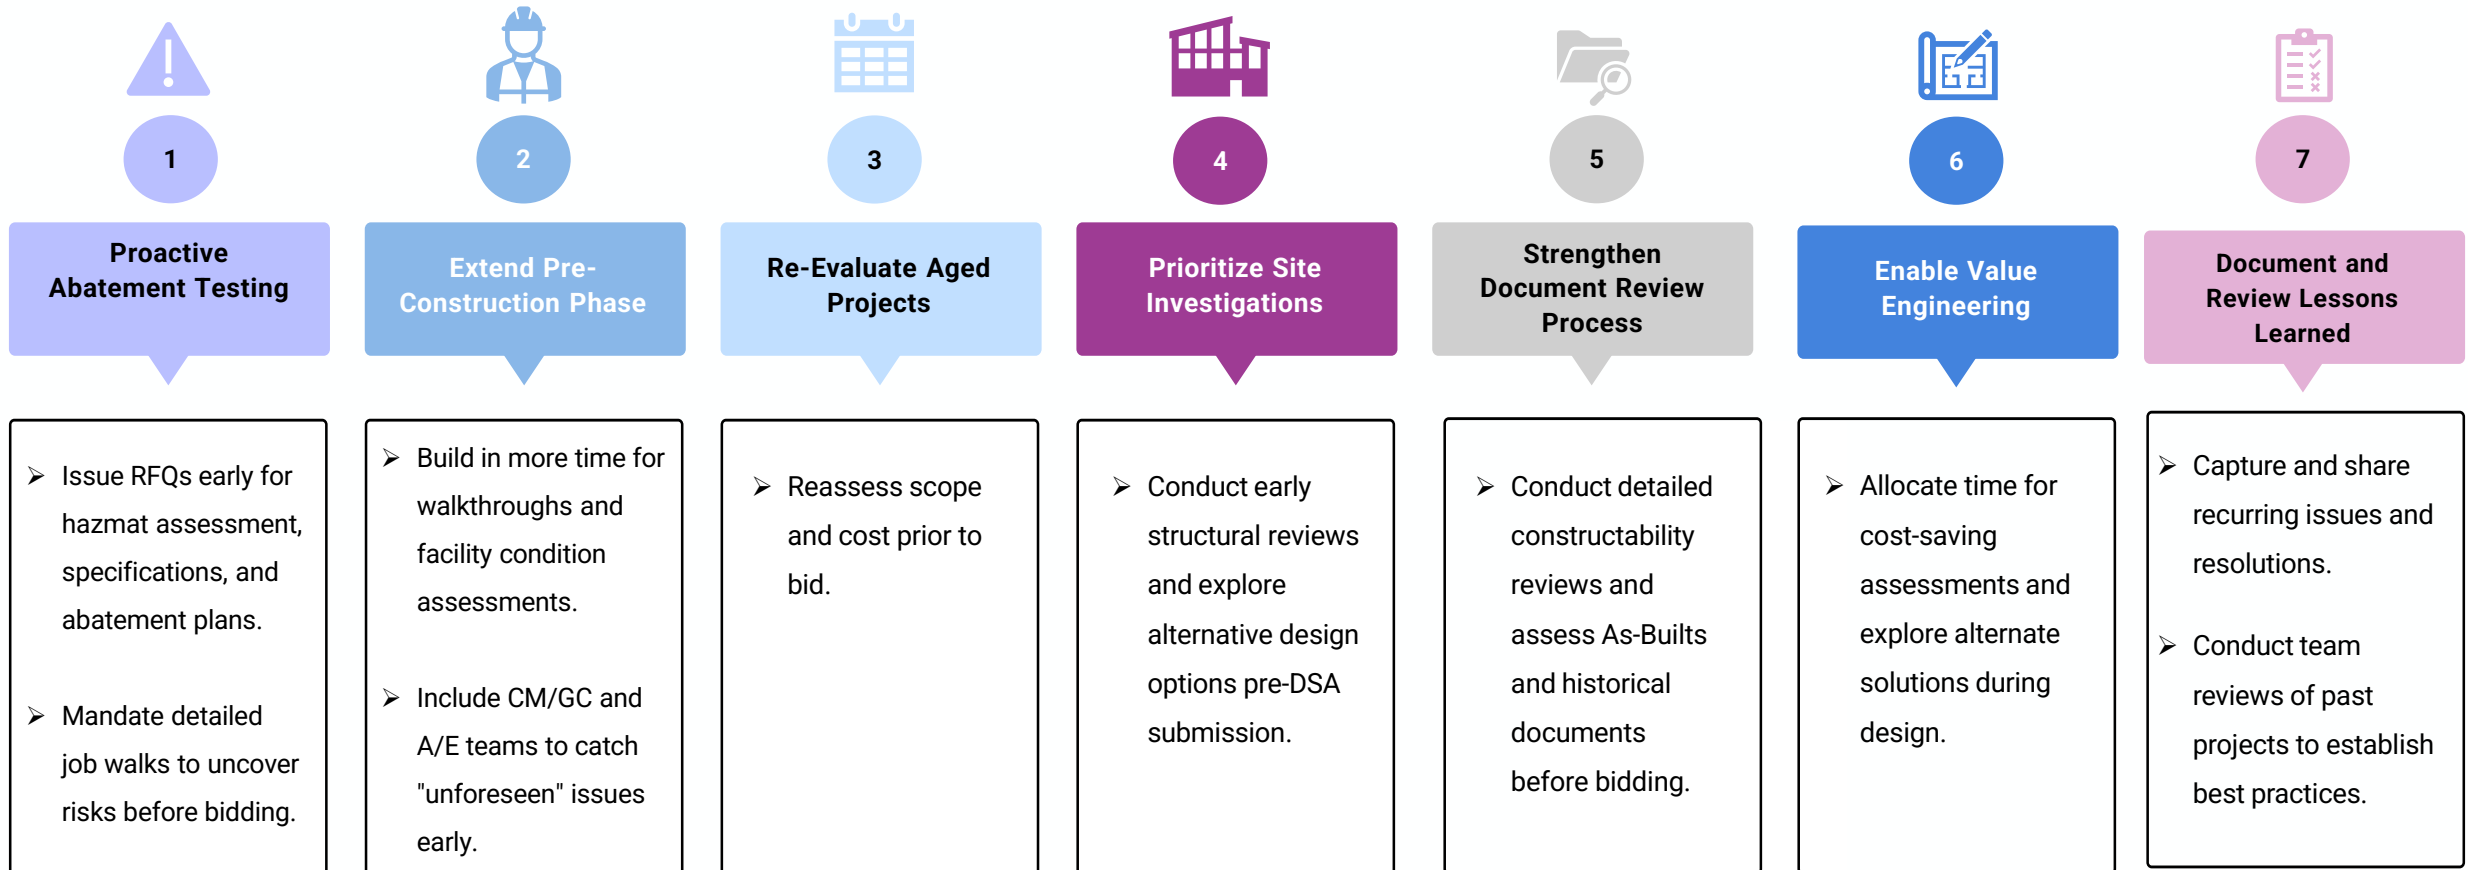 1
Proactive
Abatement Testing
➢ Issue RFQs early for
hazmat assessment,
specifications, and
abatement plans.
➢ Mandate detailed
job walks to uncover
risks before bidding.
2
Extend Pre-
Construction Phase
➢ Build in more time for
walkthroughs and
facility condition
assessments.
➢ Include CM/GC and
A/E teams to catch
"unforeseen" issues
early.
3
Re-Evaluate Aged
Projects
➢ Reassess scope
and cost prior to
bid.
4
Prioritize Site
Investigations
➢ Conduct early
structural reviews
and explore
alternative design
options pre-DSA
submission.
5
Strengthen
Document Review
Process
➢ Conduct detailed
constructability
reviews and
assess As-Builts
and historical
documents
before bidding.
6
Enable Value
Engineering
➢ Allocate time for
cost-saving
assessments and
explore alternate
solutions during
design.
7
Document and
Review Lessons
Learned
➢ Capture and share
recurring issues and
resolutions.
➢ Conduct team
reviews of past
projects to establish
best practices.